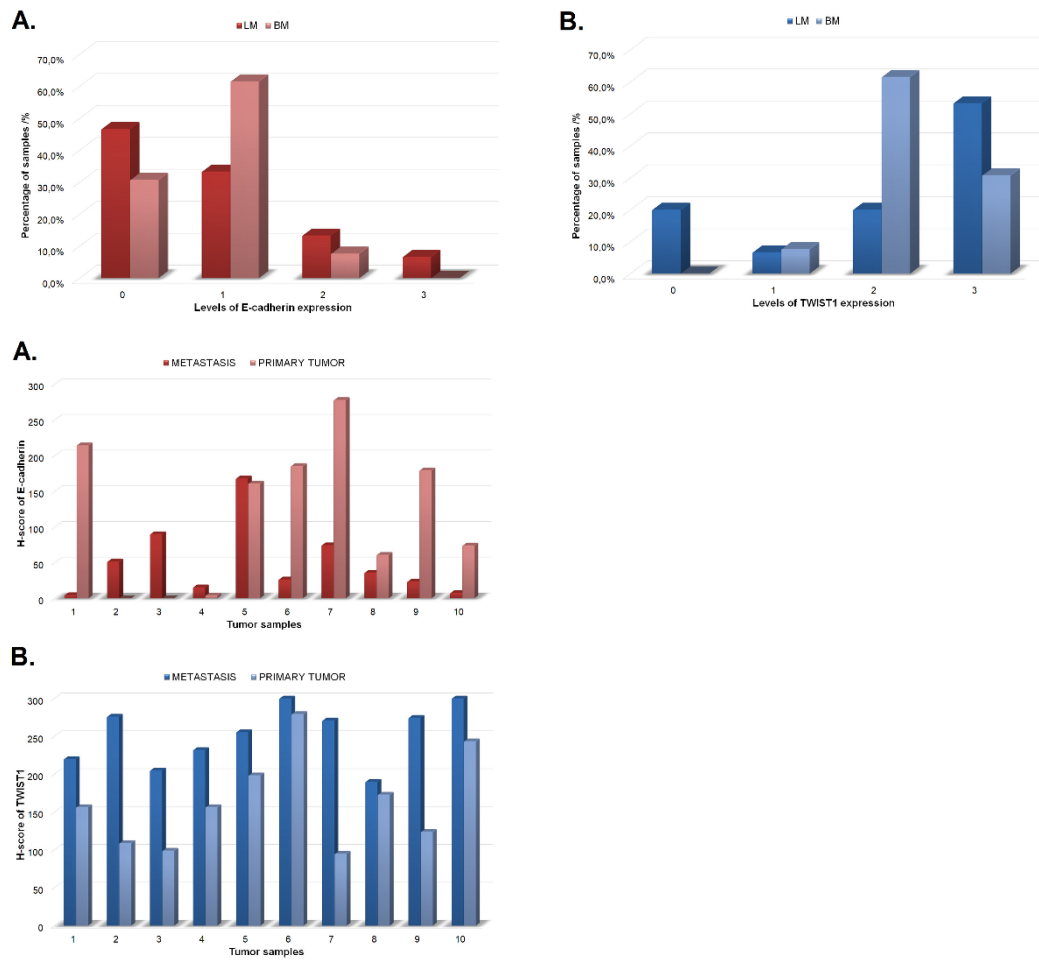 A.
LM BM
Percentage of samples /%
70,0%
60,0%
50,0%
40,0%
30,0%
20,0%
10,0%
0,0%
0 1 2 3
Levels of E-cadherin expression
B.
LM BM
Percentage of samples /%
70,0%
60,0%
50,0%
40,0%
30,0%
20,0%
10,0%
0,0%
0 1 2 3
Levels of TWIST1 expression
A.
METASTASIS PRIMARY TUMOR
H-score of E-cadherin
300
250
200
150
100
50
0
1 2 3 4 5 6 7 8 9 10
Tumor samples
B.
METASTASIS PRIMARY TUMOR
H-score of TWIST1
300
250
200
150
100
50
0
1 2 3 4 5 6 7 8 9 10
Tumor samples